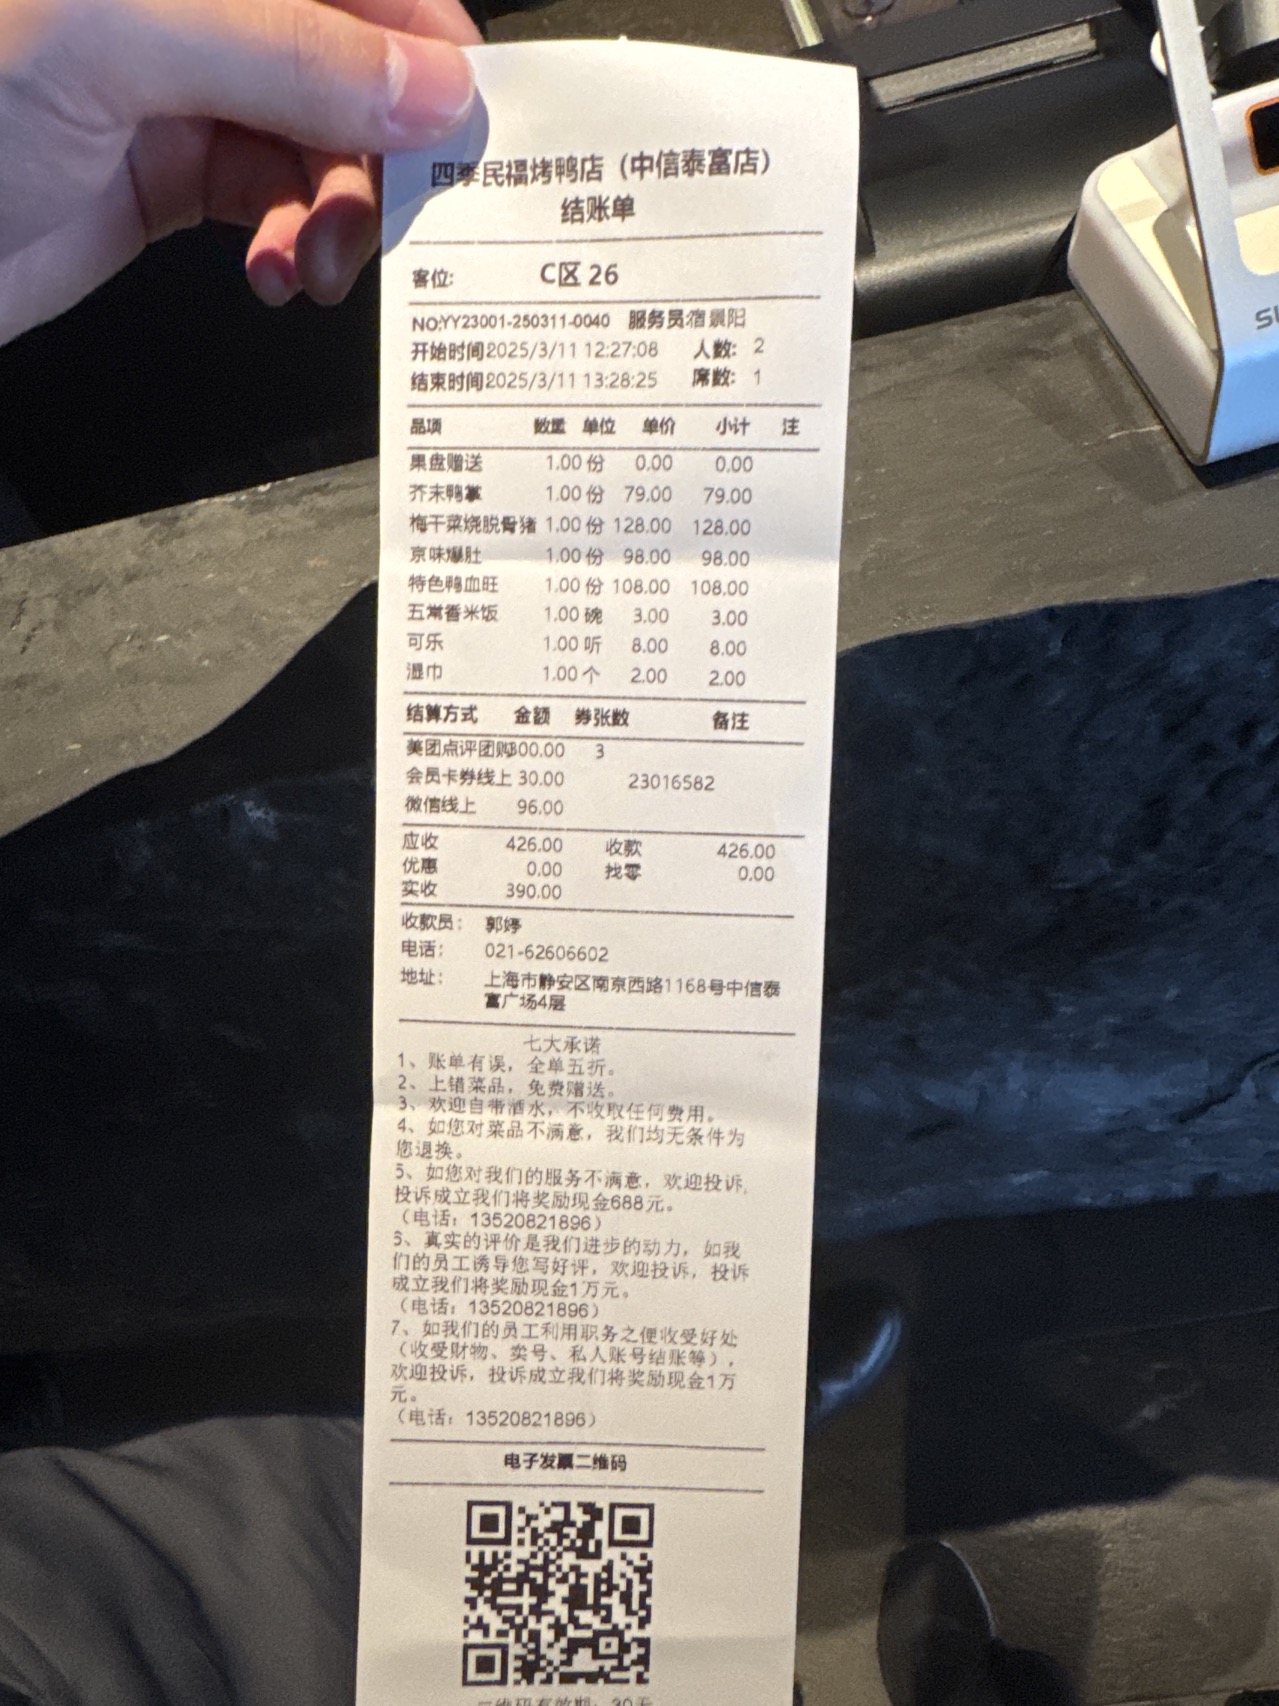 四季民福烤鸭店（中信泰富店）
结账单
客位： C区 26
NO:YY23001-250311-0040 服务员:宿景阳
开始时间2025/3/11 12:27:08 人数: 2
结束时间2025/3/11 13:28:25 席数: 1
品项 数量 单位 单价 小计 注
果盘赠送 1.00 份 0.00 0.00
芥末鸭掌 1.00 份 79.00 79.00
梅干菜烧脱骨猪 1.00 份 128.00 128.00
京味爆肚 1.00 份 98.00 98.00
特色鸭血旺 1.00 份 108.00 108.00
五常香米饭 1.00 碗 3.00 3.00
可乐 1.00 听 8.00 8.00
湿巾 1.00 个 2.00 2.00
结算方式 金额 券张数 备注
美团点评团购300.00 3
会员卡券线上 30.00 23016582
微信线上 96.00
应收 426.00 收款 426.00
优惠 0.00 找零 0.00
实收 390.00
收款员： 郭婷
电话： 021-62606602
地址： 上海市静安区南京西路1168号中信泰
富广场4层
七大承诺
1、账单有误，全单五折。
2、上错菜品，免费赠送。
3、欢迎自带酒水，不收取任何费用。
4、如您对菜品不满意，我们均无条件为
您退换。
5、如您对我们的服务不满意，欢迎投诉，
投诉成立我们将奖励现金688元。
（电话：13520821896）
6、真实的评价是我们进步的动力，如我
们的员工诱导您写好评，欢迎投诉，投诉
成立我们将奖励现金1万元。
（电话：13520821896）
7、如我们的员工利用职务之便收受好处
（收受财物、卖号、私人账号结账等），
欢迎投诉，投诉成立我们将奖励现金1万
元。
（电话：13520821896）
电子发票二维码
二维码有效期：30天
SU